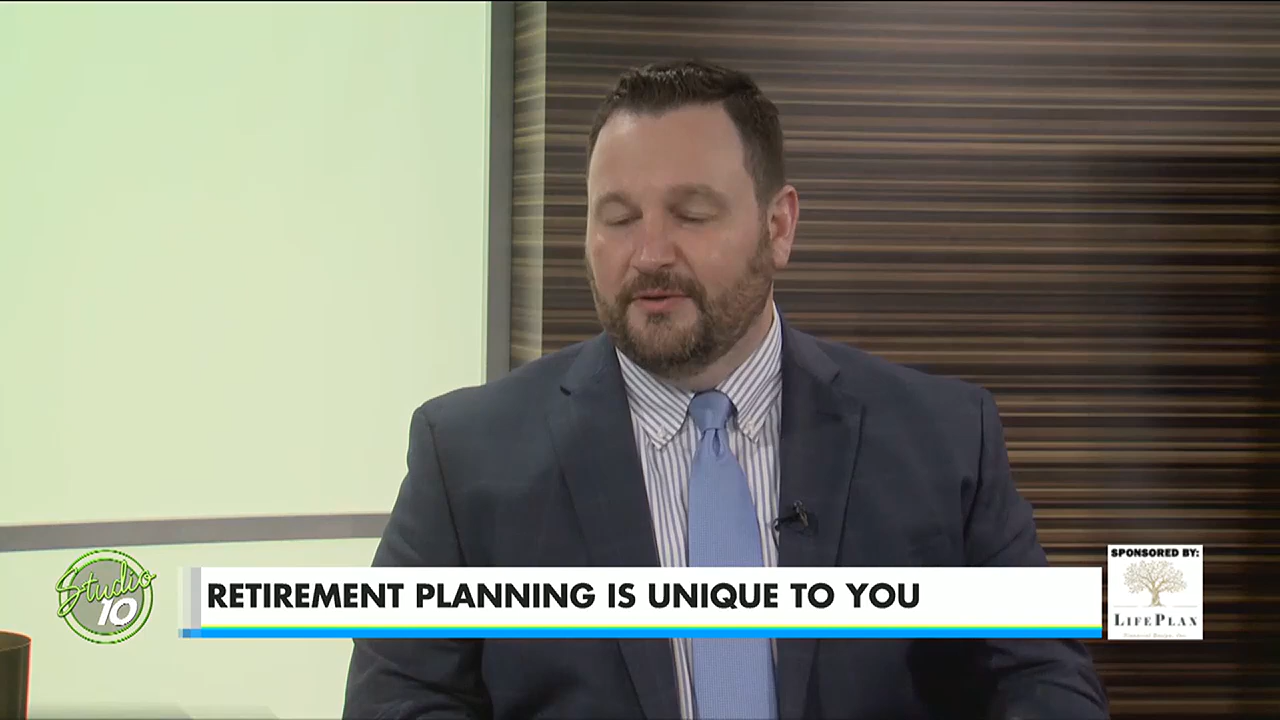 Studio
10
RETIREMENT PLANNING IS UNIQUE TO YOU
SPONSORED BY:
LIFEPLAN